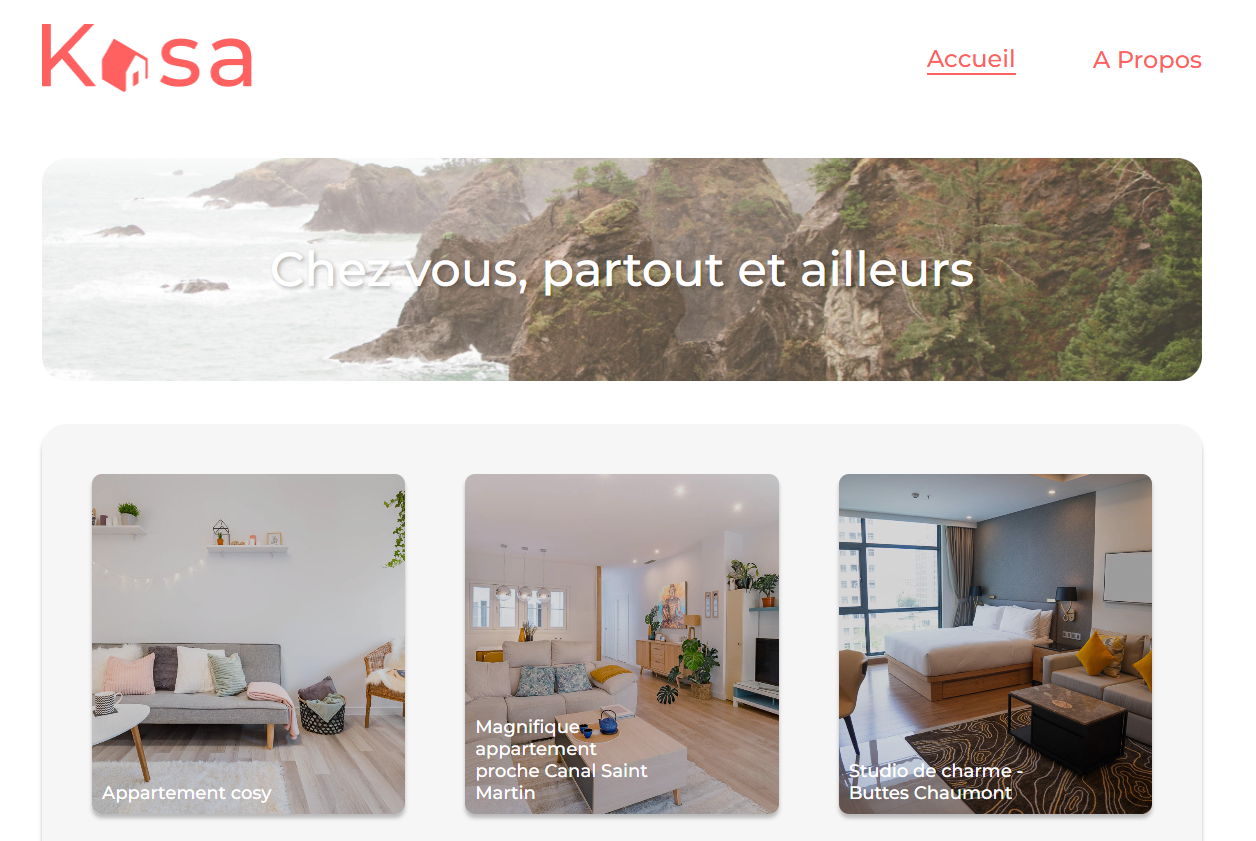 Kasa
Accueil
A Propos
Chez vous, partout et ailleurs
Appartement cosy
Magnifique
appartement
proche Canal Saint
Martin
Studio de charme -
Buttes Chaumont